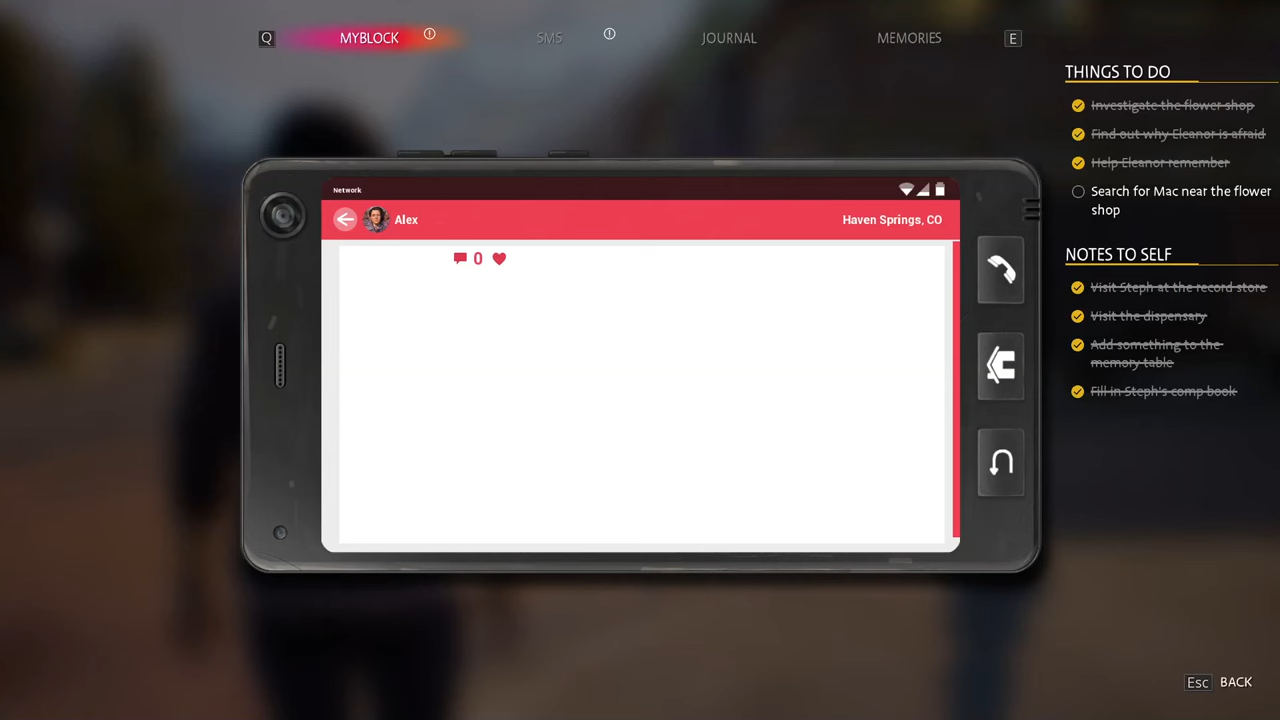 Q MYBLOCK SMS JOURNAL MEMORIES E
Network
Alex Haven Springs, CO
0
THINGS TO DO
Investigate the flower shop
Find out why Eleanor is afraid
Help Eleanor remember
Search for Mac near the flower
shop
NOTES TO SELF
Visit Steph at the record store
Visit the dispensary
Add something to the
memory table
Fill in Steph's comp book
Esc BACK